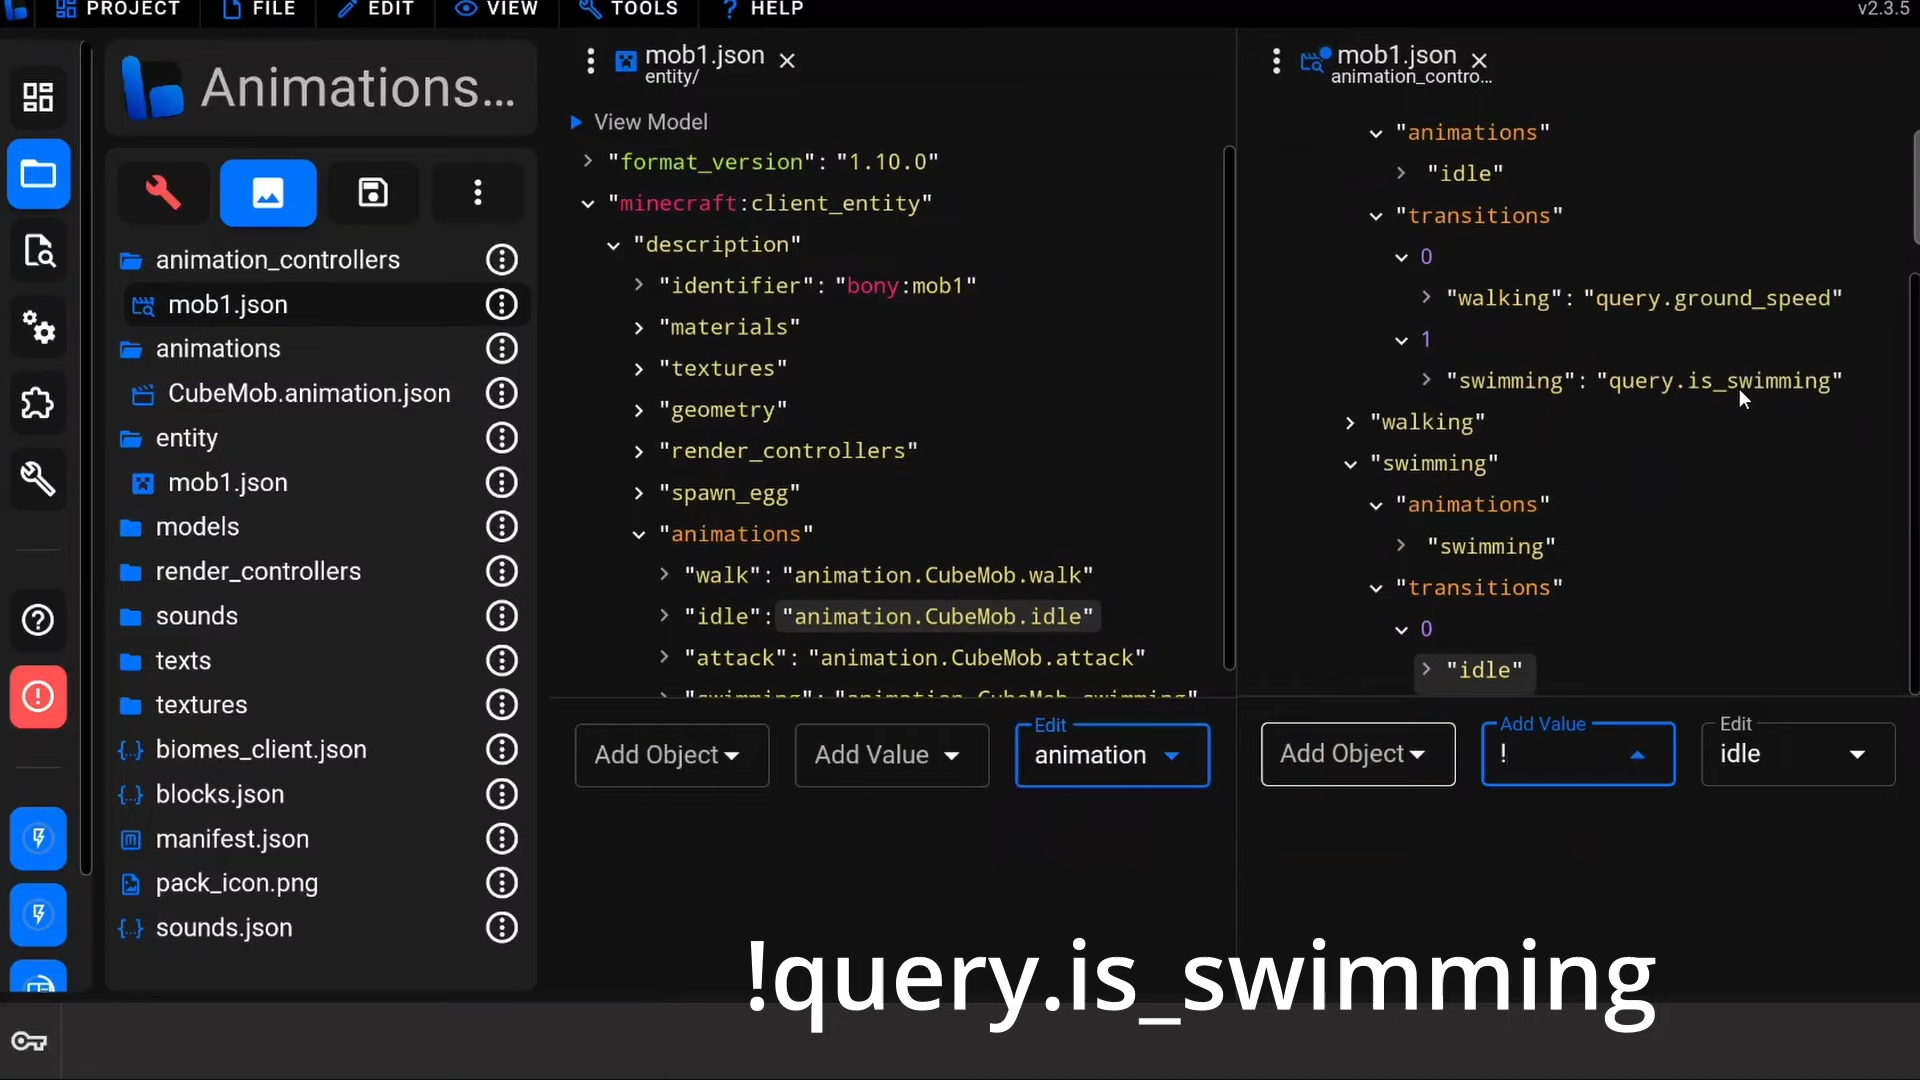 PROJECT FILE EDIT VIEW TOOLS ? HELP v2.3.5
Animations...
animation_controllers
mob1.json
animations
CubeMob.animation.json
entity
mob1.json
models
render_controllers
sounds
texts
textures
biomes_client.json
blocks.json
manifest.json
pack_icon.png
sounds.json
mob1.json
entity/
View Model
"format_version": "1.10.0"
"minecraft:client_entity"
"description"
"identifier": "bony:mob1"
"materials"
"textures"
"geometry"
"render_controllers"
"spawn_egg"
"animations"
"walk": "animation.CubeMob.walk"
"idle": "animation.CubeMob.idle"
"attack": "animation.CubeMob.attack"
"swimming": "animation.CubeMob.swimming"
Add Object
Add Value
Edit
animation
mob1.json
animation_contro...
"animations"
"idle"
"transitions"
0
"walking": "query.ground_speed"
1
"swimming": "query.is_swimming"
"walking"
"swimming"
"animations"
"swimming"
"transitions"
0
"idle"
Add Object
Add Value
!
Edit
idle
!query.is_swimming